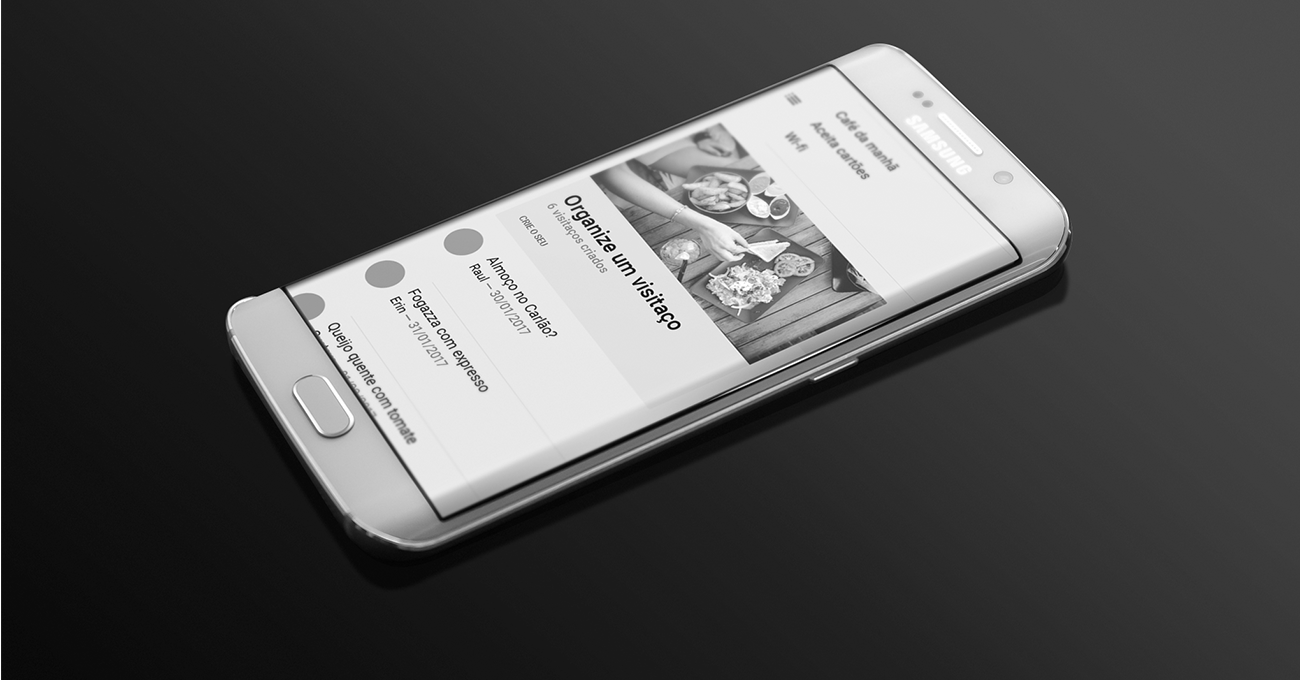 SAMSUNG
Café da manhã
Aceita cartões
Wi-fi
Organize um visitaço
6 visitaços criados
CRIE O SEU
Almoço no Carlão?
Raul – 30/01/2017
Fogazza com expresso
Erin – 31/01/2017
Queijo quente com tomate